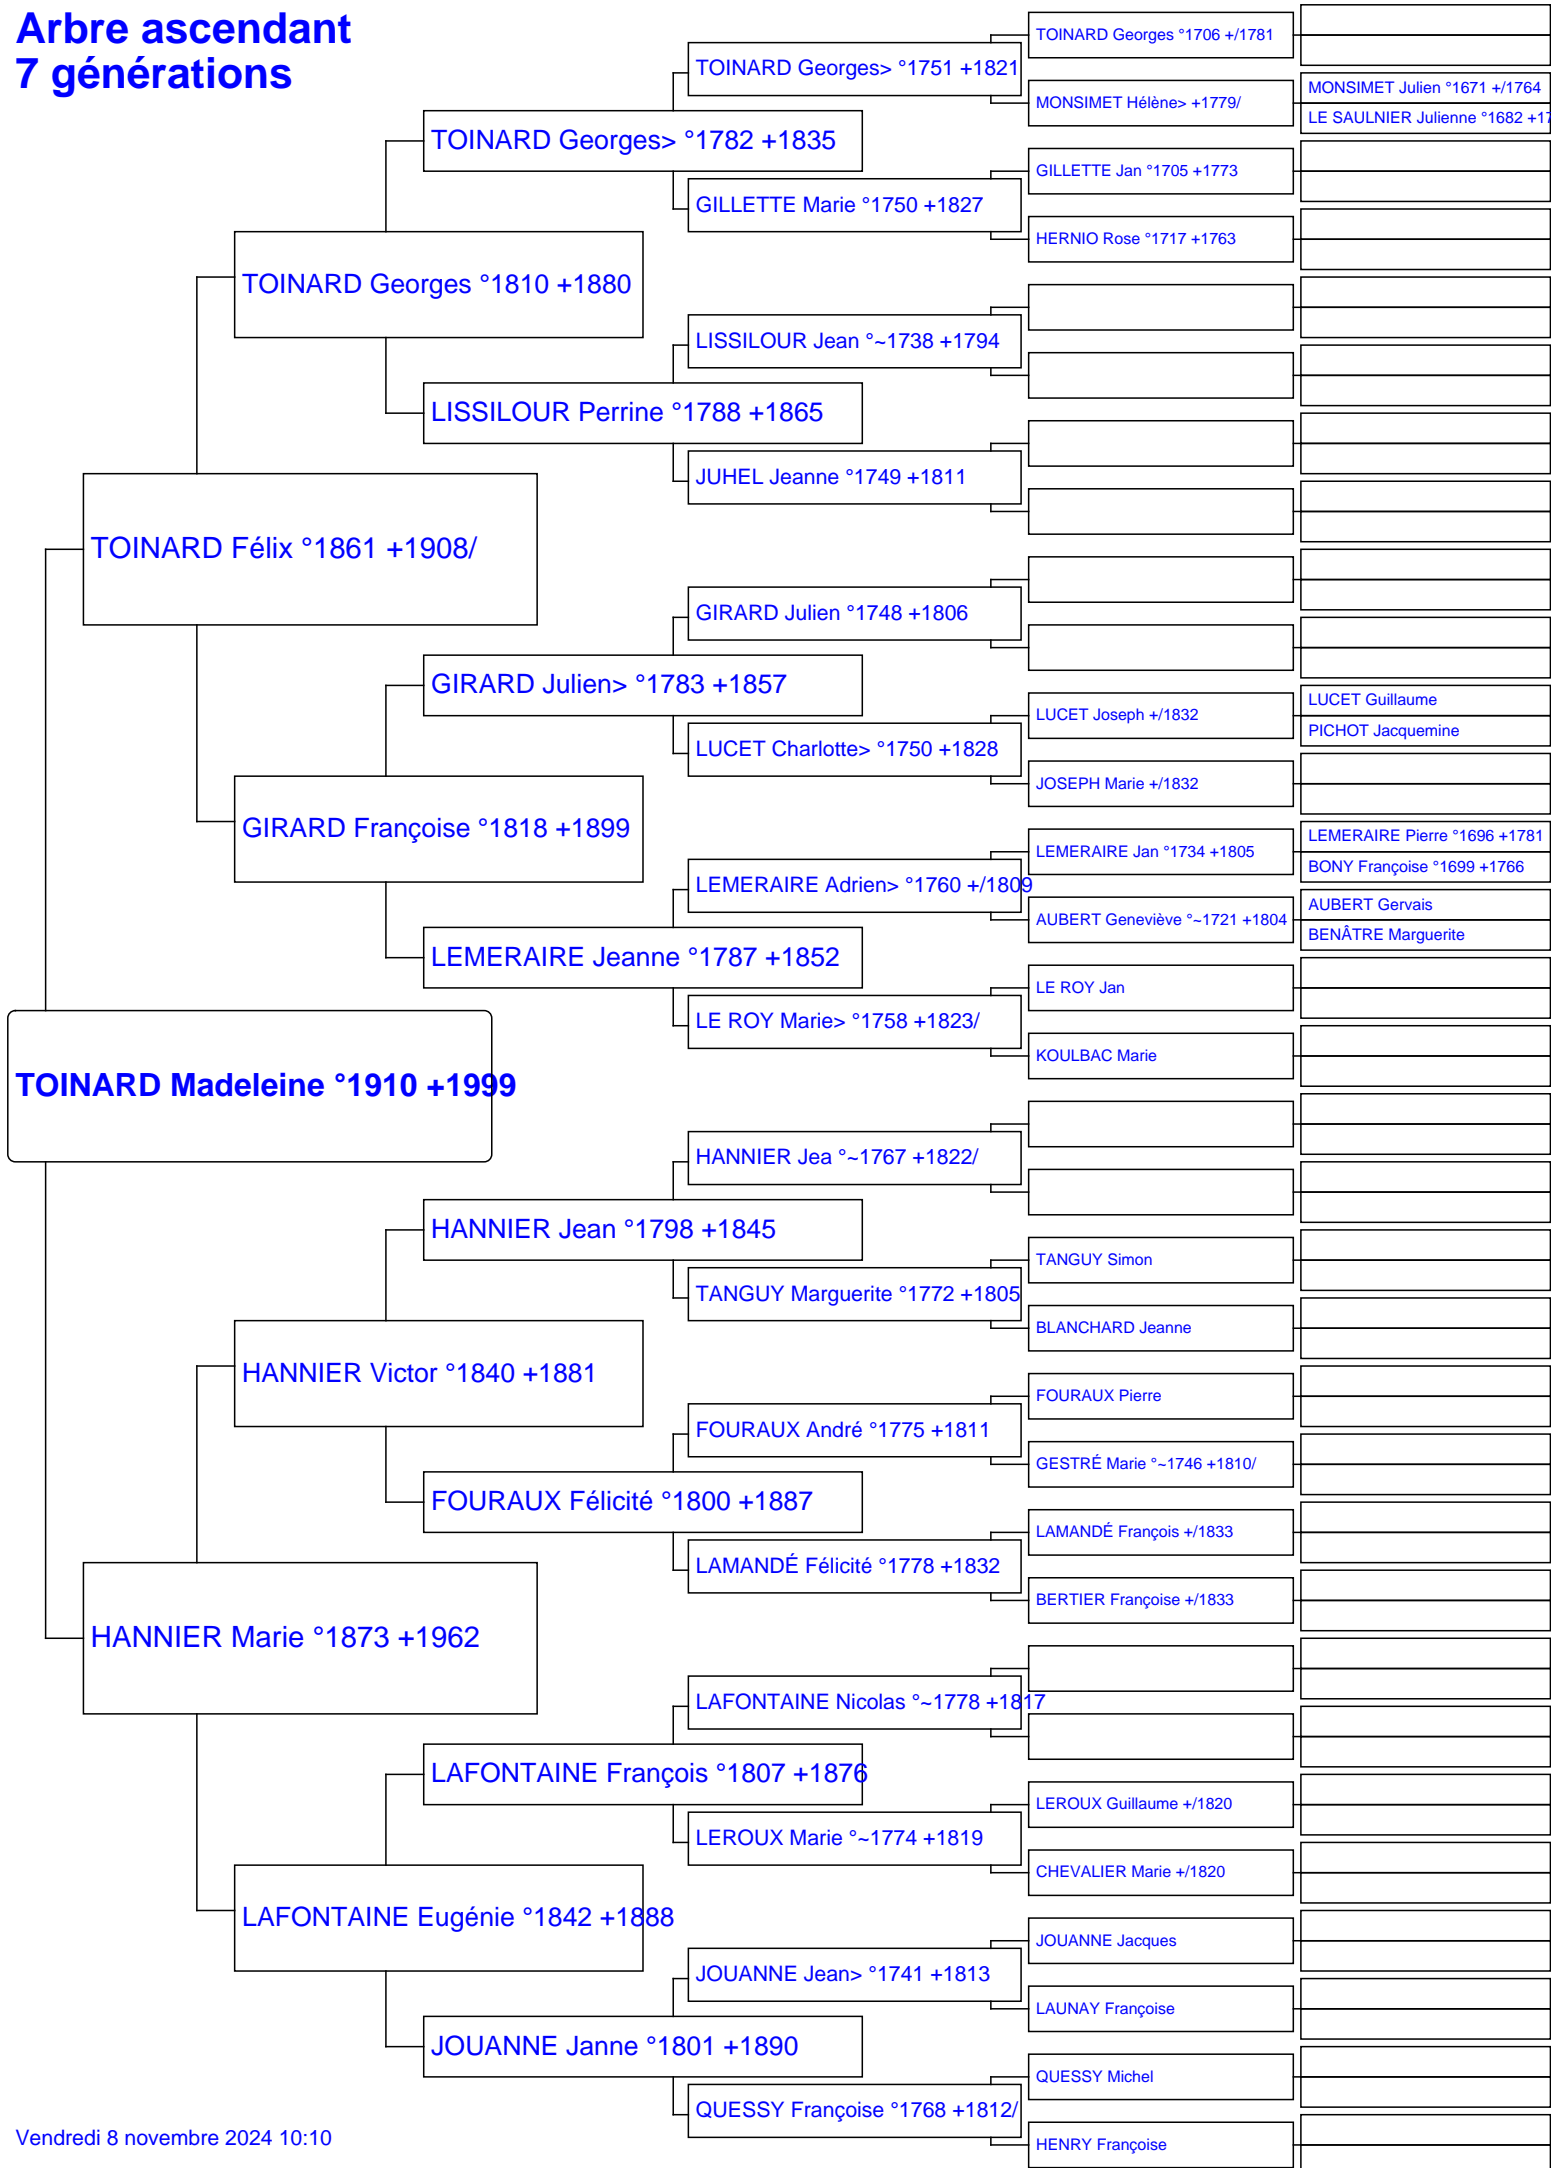 Arbre ascendant
7 générations
TOINARD Madeleine °1910 +1999
TOINARD Félix °1861 +1908/
HANNIER Marie °1873 +1962
TOINARD Georges °1810 +1880
GIRARD Françoise °1818 +1899
HANNIER Victor °1840 +1881
LAFONTAINE Eugénie °1842 +1888
TOINARD Georges> °1782 +1835
LISSILOUR Perrine °1788 +1865
GIRARD Julien> °1783 +1857
LEMERAIRE Jeanne °1787 +1852
HANNIER Jean °1798 +1845
FOURAUX Félicité °1800 +1887
LAFONTAINE François °1807 +1876
JOUANNE Janne °1801 +1890
TOINARD Georges> °1751 +1821
GILLETTE Marie °1750 +1827
LISSILOUR Jean °~1738 +1794
JUHEL Jeanne °1749 +1811
GIRARD Julien °1748 +1806
LUCET Charlotte> °1750 +1828
LEMERAIRE Adrien> °1760 +/1809
LE ROY Marie> °1758 +1823/
HANNIER Jea °~1767 +1822/
TANGUY Marguerite °1772 +1805
FOURAUX André °1775 +1811
LAMANDÉ Félicité °1778 +1832
LAFONTAINE Nicolas °~1778 +1817
LEROUX Marie °~1774 +1819
JOUANNE Jean> °1741 +1813
QUESSY Françoise °1768 +1812/
TOINARD Georges °1706 +/1781
MONSIMET Hélène> +1779/
GILLETTE Jan °1705 +1773
HERNIO Rose °1717 +1763
LUCET Joseph +/1832
JOSEPH Marie +/1832
LEMERAIRE Jan °1734 +1805
AUBERT Geneviève °~1721 +1804
LE ROY Jan
KOULBAC Marie
TANGUY Simon
BLANCHARD Jeanne
FOURAUX Pierre
GESTRÉ Marie °~1746 +1810/
LAMANDÉ François +/1833
BERTIER Françoise +/1833
LEROUX Guillaume +/1820
CHEVALIER Marie +/1820
JOUANNE Jacques
LAUNAY Françoise
QUESSY Michel
HENRY Françoise
MONSIMET Julien °1671 +/1764
LE SAULNIER Julienne °1682 +17
LUCET Guillaume
PICHOT Jacquemine
LEMERAIRE Pierre °1696 +1781
BONY Françoise °1699 +1766
AUBERT Gervais
BENÂTRE Marguerite
Vendredi 8 novembre 2024 10:10